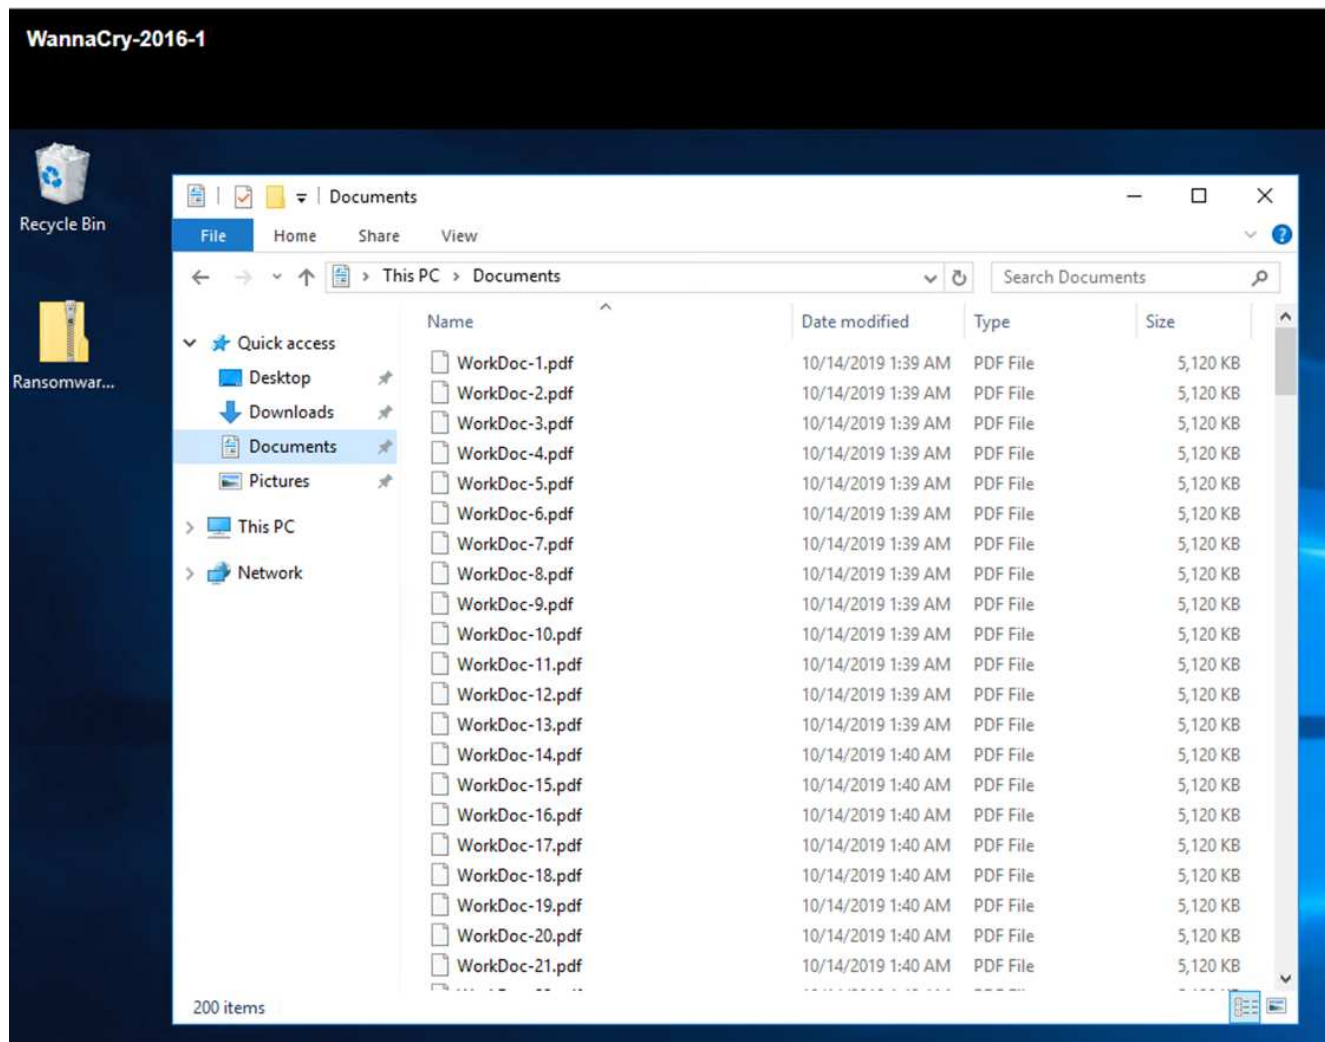 WannaCry-2016-1
Recycle Bin
Ransomwar...
Documents
File Home Share View
This PC > Documents
Search Documents
Name Date modified Type Size
Quick access
Desktop
Downloads
Documents
Pictures
This PC
Network
WorkDoc-1.pdf 10/14/2019 1:39 AM PDF File 5,120 KB
WorkDoc-2.pdf 10/14/2019 1:39 AM PDF File 5,120 KB
WorkDoc-3.pdf 10/14/2019 1:39 AM PDF File 5,120 KB
WorkDoc-4.pdf 10/14/2019 1:39 AM PDF File 5,120 KB
WorkDoc-5.pdf 10/14/2019 1:39 AM PDF File 5,120 KB
WorkDoc-6.pdf 10/14/2019 1:39 AM PDF File 5,120 KB
WorkDoc-7.pdf 10/14/2019 1:39 AM PDF File 5,120 KB
WorkDoc-8.pdf 10/14/2019 1:39 AM PDF File 5,120 KB
WorkDoc-9.pdf 10/14/2019 1:39 AM PDF File 5,120 KB
WorkDoc-10.pdf 10/14/2019 1:39 AM PDF File 5,120 KB
WorkDoc-11.pdf 10/14/2019 1:39 AM PDF File 5,120 KB
WorkDoc-12.pdf 10/14/2019 1:39 AM PDF File 5,120 KB
WorkDoc-13.pdf 10/14/2019 1:39 AM PDF File 5,120 KB
WorkDoc-14.pdf 10/14/2019 1:40 AM PDF File 5,120 KB
WorkDoc-15.pdf 10/14/2019 1:40 AM PDF File 5,120 KB
WorkDoc-16.pdf 10/14/2019 1:40 AM PDF File 5,120 KB
WorkDoc-17.pdf 10/14/2019 1:40 AM PDF File 5,120 KB
WorkDoc-18.pdf 10/14/2019 1:40 AM PDF File 5,120 KB
WorkDoc-19.pdf 10/14/2019 1:40 AM PDF File 5,120 KB
WorkDoc-20.pdf 10/14/2019 1:40 AM PDF File 5,120 KB
WorkDoc-21.pdf 10/14/2019 1:40 AM PDF File 5,120 KB
200 items